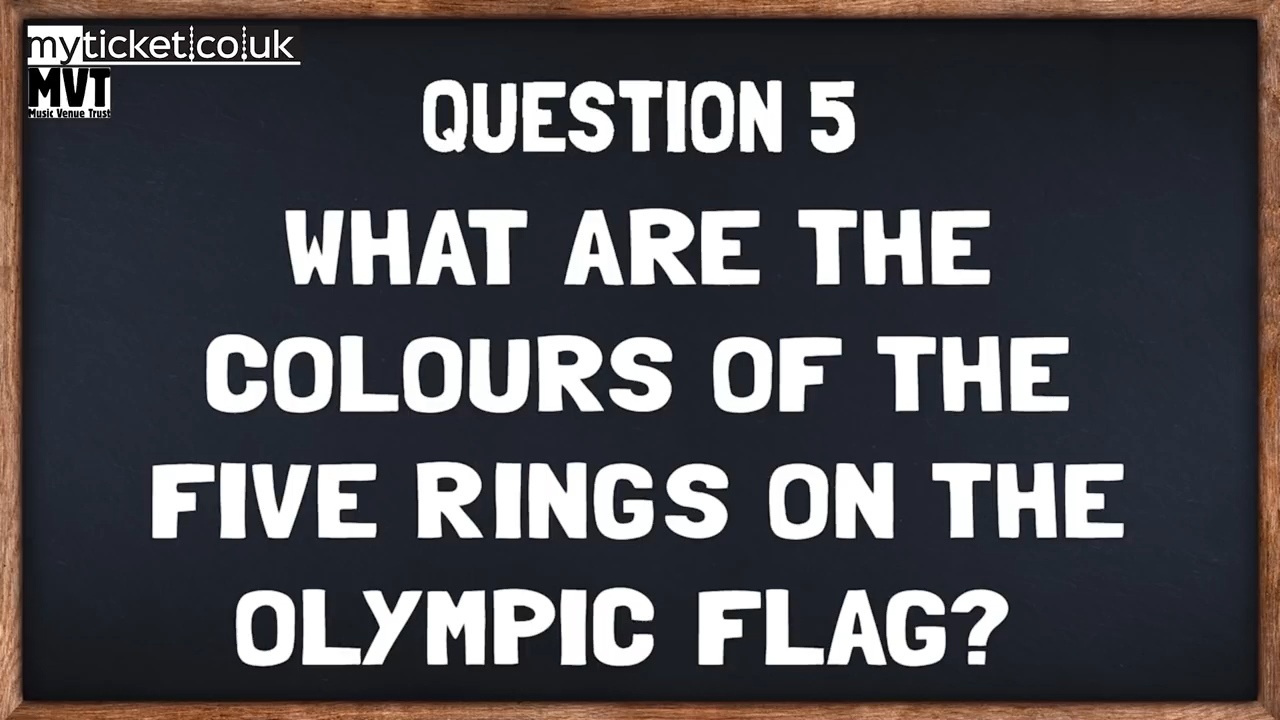 myticket.co.uk
MVT
Music Venue Trust
QUESTION 5
WHAT ARE THE
COLOURS OF THE
FIVE RINGS ON THE
OLYMPIC FLAG?